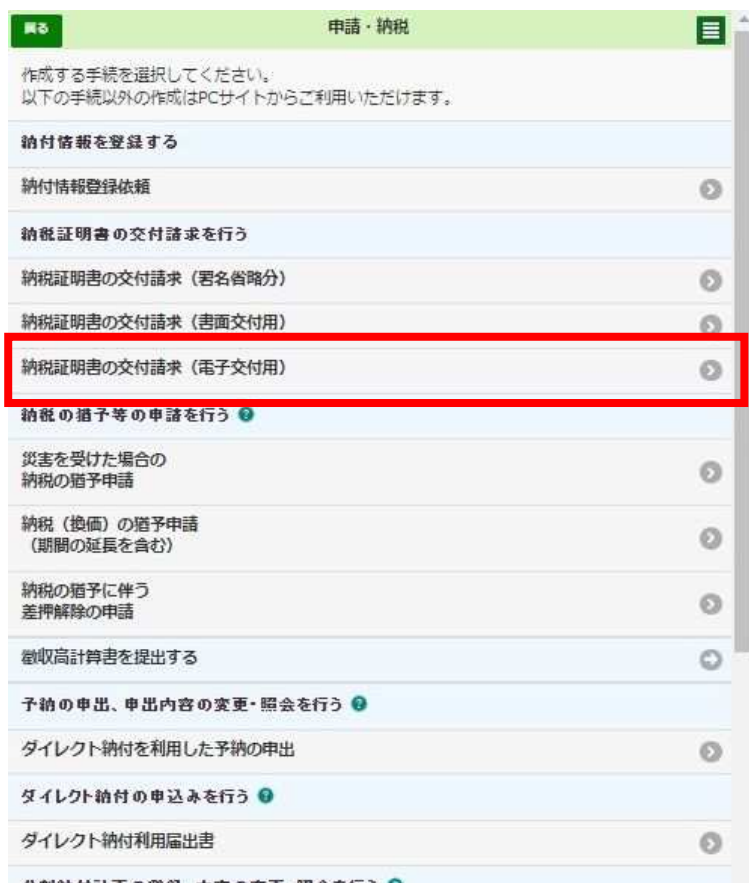 戻る
申請・納税
作成する手続を選択してください。
以下の手続以外の作成はPCサイトからご利用いただけます。
納付情報を登録する
納付情報登録依頼
納税証明書の交付請求を行う
納税証明書の交付請求（署名省略分）
納税証明書の交付請求（書面交付用）
納税証明書の交付請求（電子交付用）
納税の猶予等の申請を行う
災害を受けた場合の
納税の猶予申請
納税（換価）の猶予申請
（期間の延長を含む）
納税の猶予に伴う
差押解除の申請
徴収高計算書を提出する
予納の申出、申出内容の変更・照会を行う
ダイレクト納付を利用した予納の申出
ダイレクト納付の申込みを行う
ダイレクト納付利用届出書